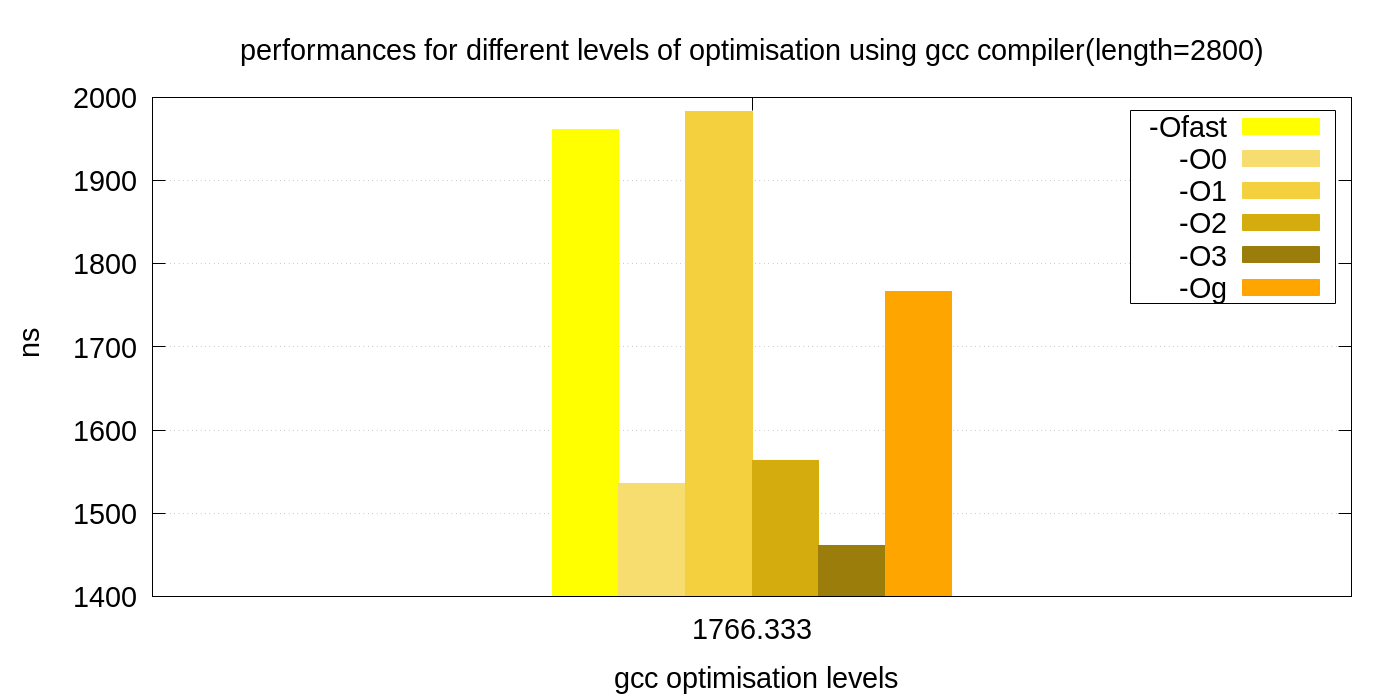 performances for different levels of optimisation using gcc compiler(length=2800)
2000
1900
1800
1700
1600
1500
1400
ns
-Ofast
-O0
-O1
-O2
-O3
-Og
1766.333
gcc optimisation levels